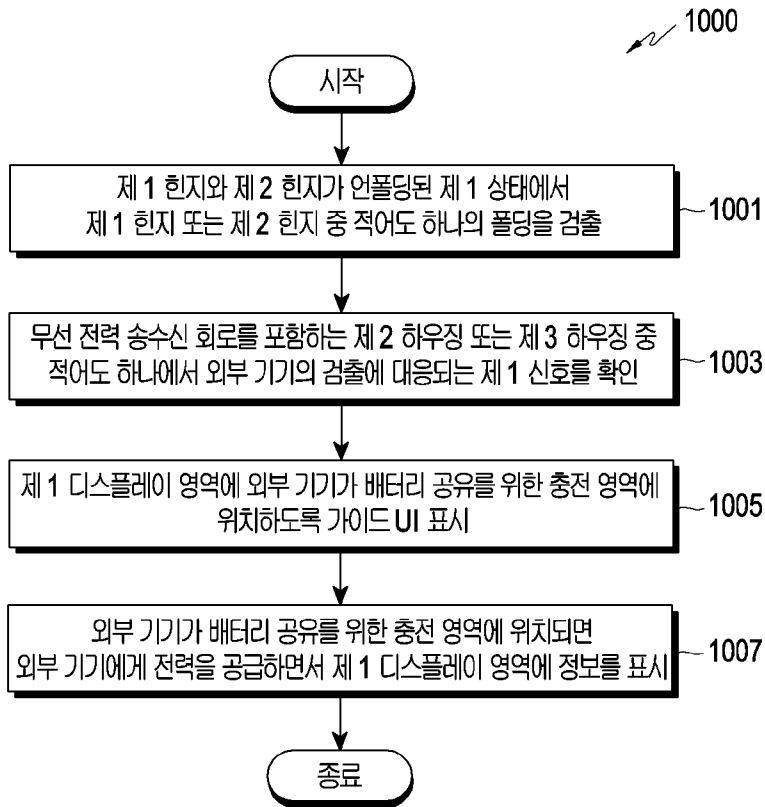 1000
시작
제 1 힌지와 제 2 힌지가 언폴딩된 제 1 상태에서
제 1 힌지 또는 제 2 힌지 중 적어도 하나의 폴딩을 검출
1001
무선 전력 송수신 회로를 포함하는 제 2 하우징 또는 제 3 하우징 중
적어도 하나에서 외부 기기의 검출에 대응되는 제 1 신호를 확인
1003
제 1 디스플레이 영역에 외부 기기가 배터리 공유를 위한 충전 영역에
위치하도록 가이드 UI 표시
1005
외부 기기가 배터리 공유를 위한 충전 영역에 위치되면
외부 기기에게 전력을 공급하면서 제 1 디스플레이 영역에 정보를 표시
1007
종료